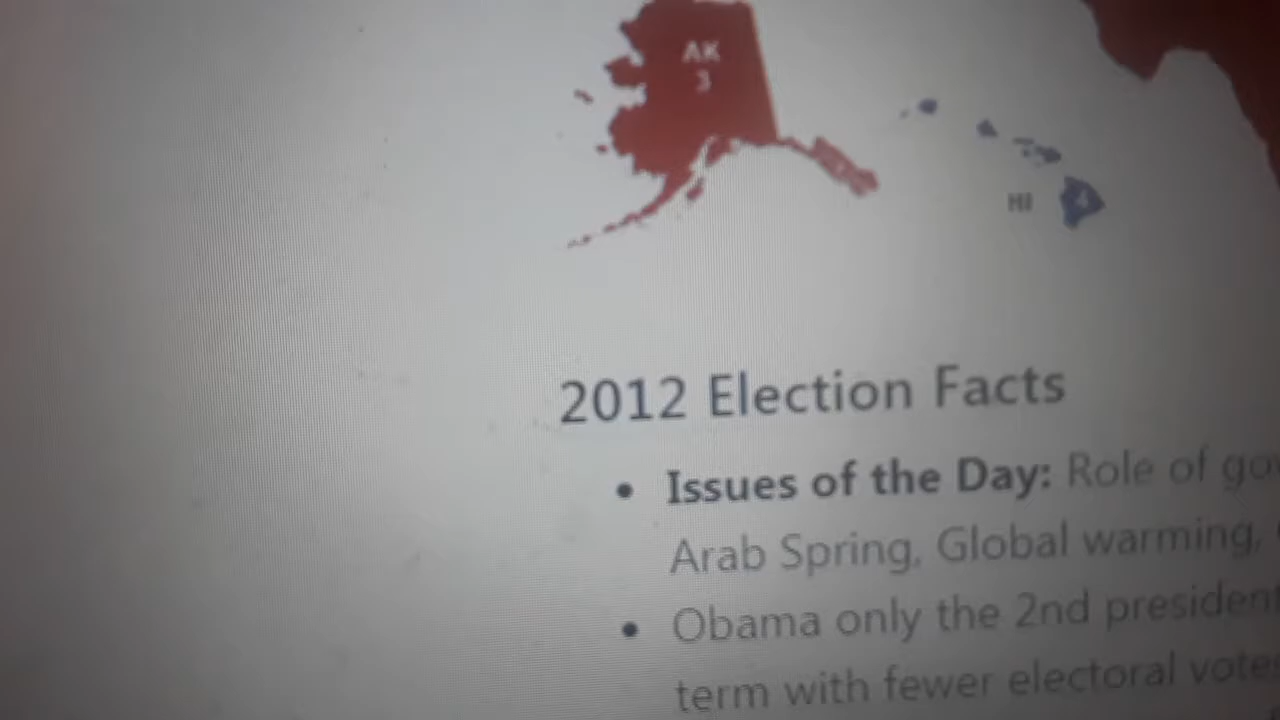 AK
3
HI
4
2012 Election Facts
• Issues of the Day: Role of
Arab Spring, Global warming,
• Obama only the 2nd president
term with fewer electoral